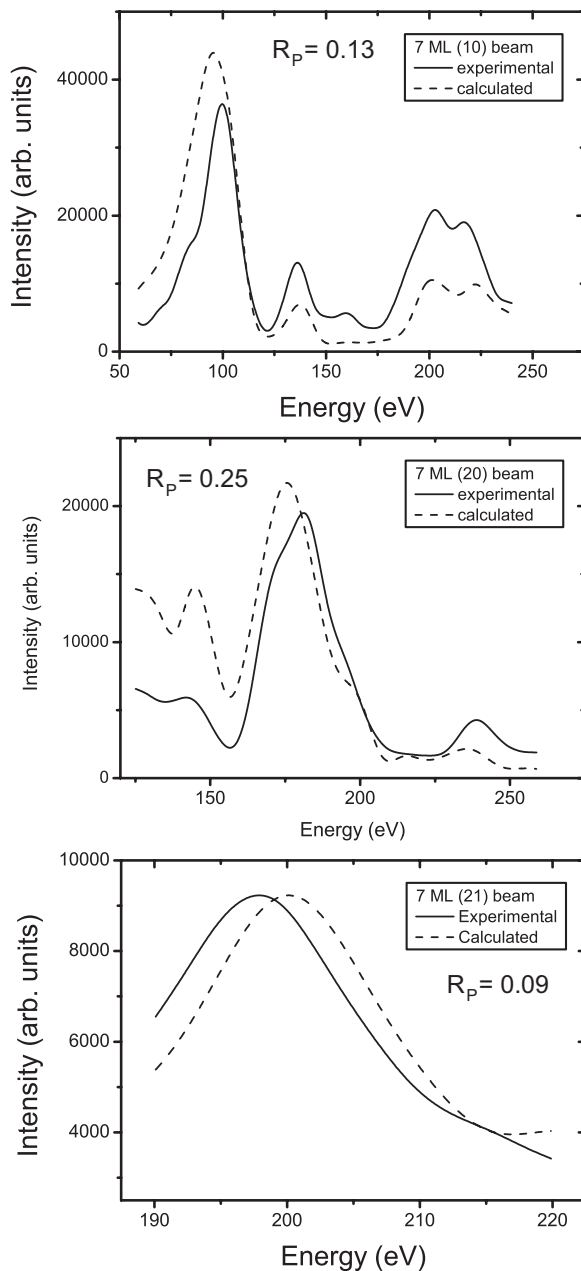 R_P= 0.13
7 ML (10) beam
experimental
calculated
Intensity (arb. units)
40000
20000
0
50
100
150
200
250
Energy (eV)
R_P= 0.25
7 ML (20) beam
experimental
calculated
Intensity (arb. units)
20000
10000
0
150
200
250
Energy (eV)
7 ML (21) beam
Experimental
Calculated
R_P= 0.09
Intensity (arb. units)
10000
8000
6000
4000
190
200
210
220
Energy (eV)